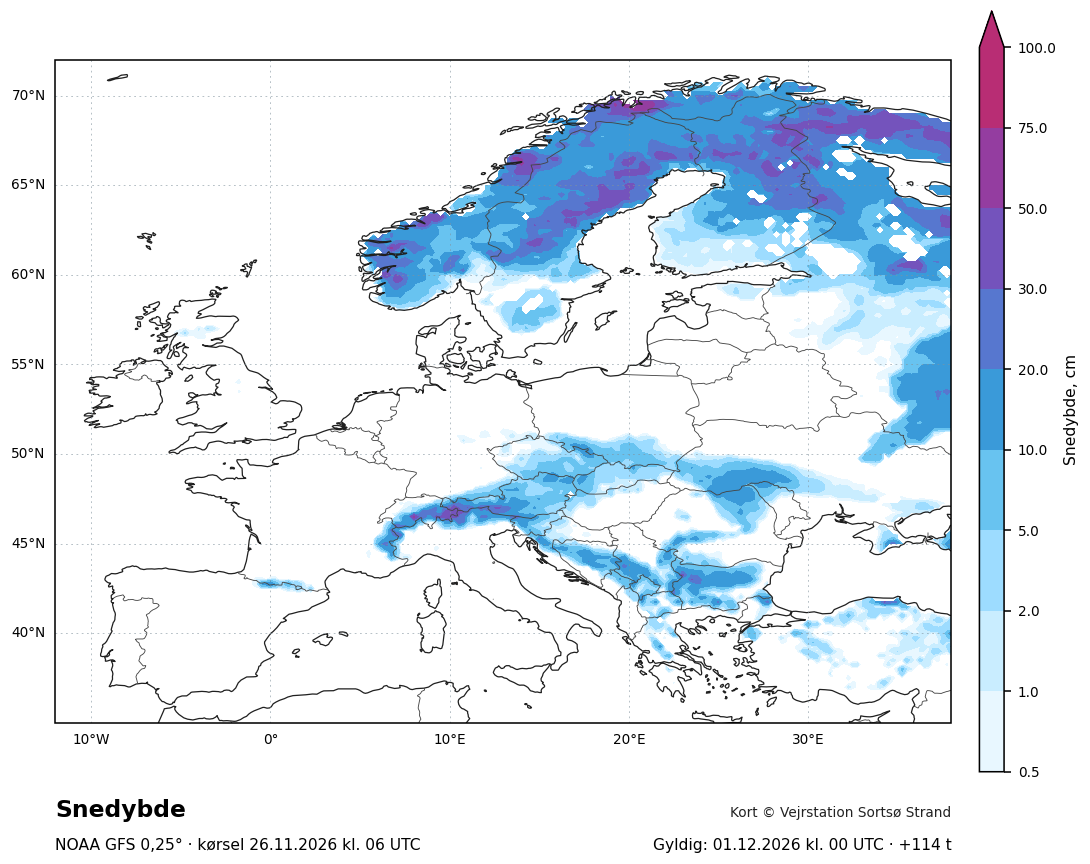 100.0
75.0
50.0
30.0
20.0
10.0
5.0
2.0
1.0
0.5
Snedybde, cm
70°N
65°N
60°N
55°N
50°N
45°N
40°N
10°W 0° 10°E 20°E 30°E
Snedybde
Kort © Vejrstation Sortsø Strand
NOAA GFS 0,25° · kørsel 26.11.2026 kl. 06 UTC
Gyldig: 01.12.2026 kl. 00 UTC · +114 t